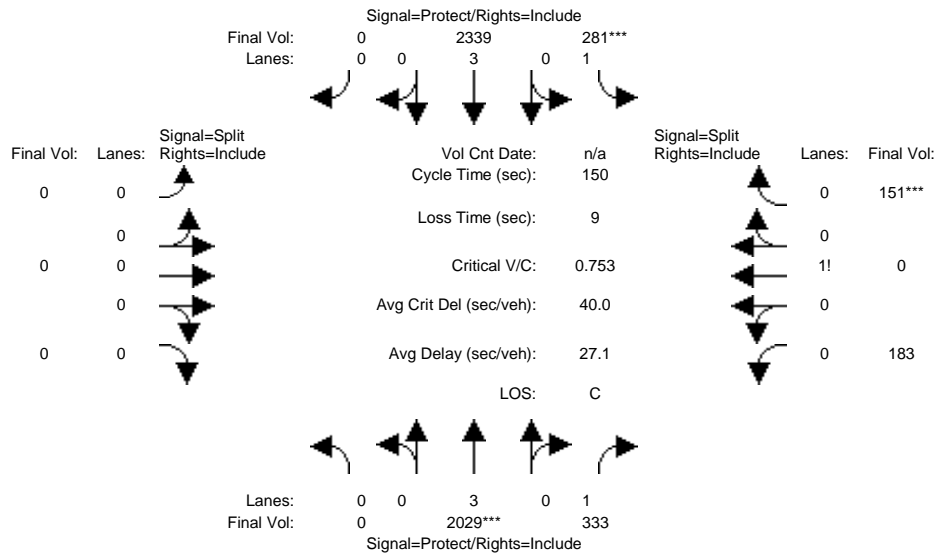 Signal=Protect/Rights=Include
Final Vol: 0 2339 281***
Lanes: 0 0 3 0 1
Signal=Split
Final Vol: Lanes: Rights=Include
Vol Cnt Date: n/a
Signal=Split
Rights=Include Lanes: Final Vol:
Cycle Time (sec): 150
0 0
0 151***
Loss Time (sec): 9
0
0
0 0
Critical V/C: 0.753
1! 0
0
Avg Crit Del (sec/veh): 40.0
0
0 0
Avg Delay (sec/veh): 27.1
0 183
LOS: C
Lanes: 0 0 3 0 1
Final Vol: 0 2029*** 333
Signal=Protect/Rights=Include